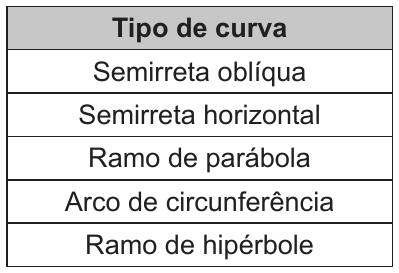 Tipo de curva
Semirreta oblíqua
Semirreta horizontal
Ramo de parábola
Arco de circunferência
Ramo de hipérbole